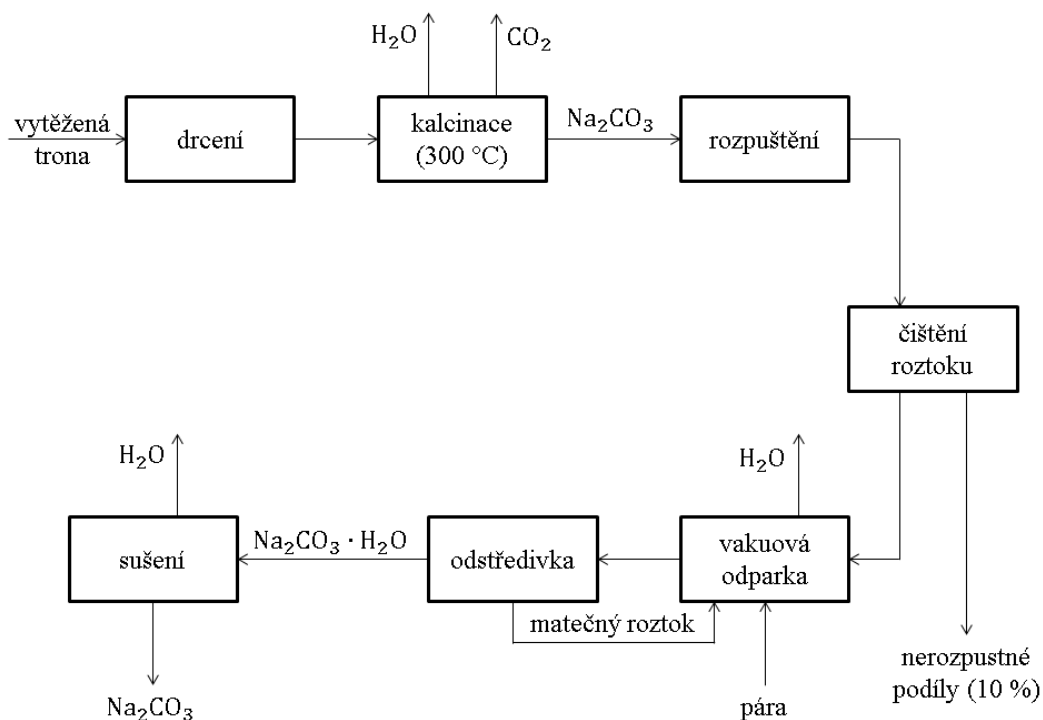 H₂O
CO₂
vytěžená
trona
drcení
kalcinace
(300 °C)
Na₂CO₃
rozpuštění
čištění
roztoku
H₂O
H₂O
sušení
Na₂CO₃ · H₂O
odstředivka
vakuová
odparka
matečný roztok
nerozpustné
podíly (10 %)
Na₂CO₃
pára